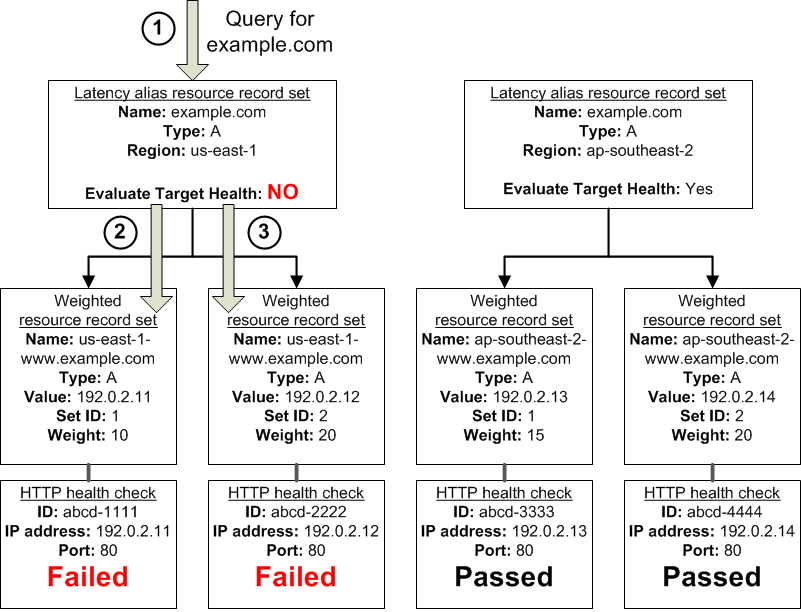 1
Query for
example.com
Latency alias resource record set
Name: example.com
Type: A
Region: us-east-1
Evaluate Target Health: NO
Latency alias resource record set
Name: example.com
Type: A
Region: ap-southeast-2
Evaluate Target Health: Yes
2
3
Weighted
resource record set
Name: us-east-1-
www.example.com
Type: A
Value: 192.0.2.11
Set ID: 1
Weight: 10
Weighted
resource record set
Name: us-east-1-
www.example.com
Type: A
Value: 192.0.2.12
Set ID: 2
Weight: 20
Weighted
resource record set
Name: ap-southeast-2-
www.example.com
Type: A
Value: 192.0.2.13
Set ID: 1
Weight: 15
Weighted
resource record set
Name: ap-southeast-2-
www.example.com
Type: A
Value: 192.0.2.14
Set ID: 2
Weight: 20
HTTP health check
ID: abcd-1111
IP address: 192.0.2.11
Port: 80
Failed
HTTP health check
ID: abcd-2222
IP address: 192.0.2.12
Port: 80
Failed
HTTP health check
ID: abcd-3333
IP address: 192.0.2.13
Port: 80
Passed
HTTP health check
ID: abcd-4444
IP address: 192.0.2.14
Port: 80
Passed